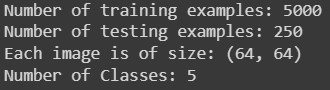 Number of training examples: 5000
Number of testing examples: 250
Each image is of size: (64, 64)
Number of Classes: 5